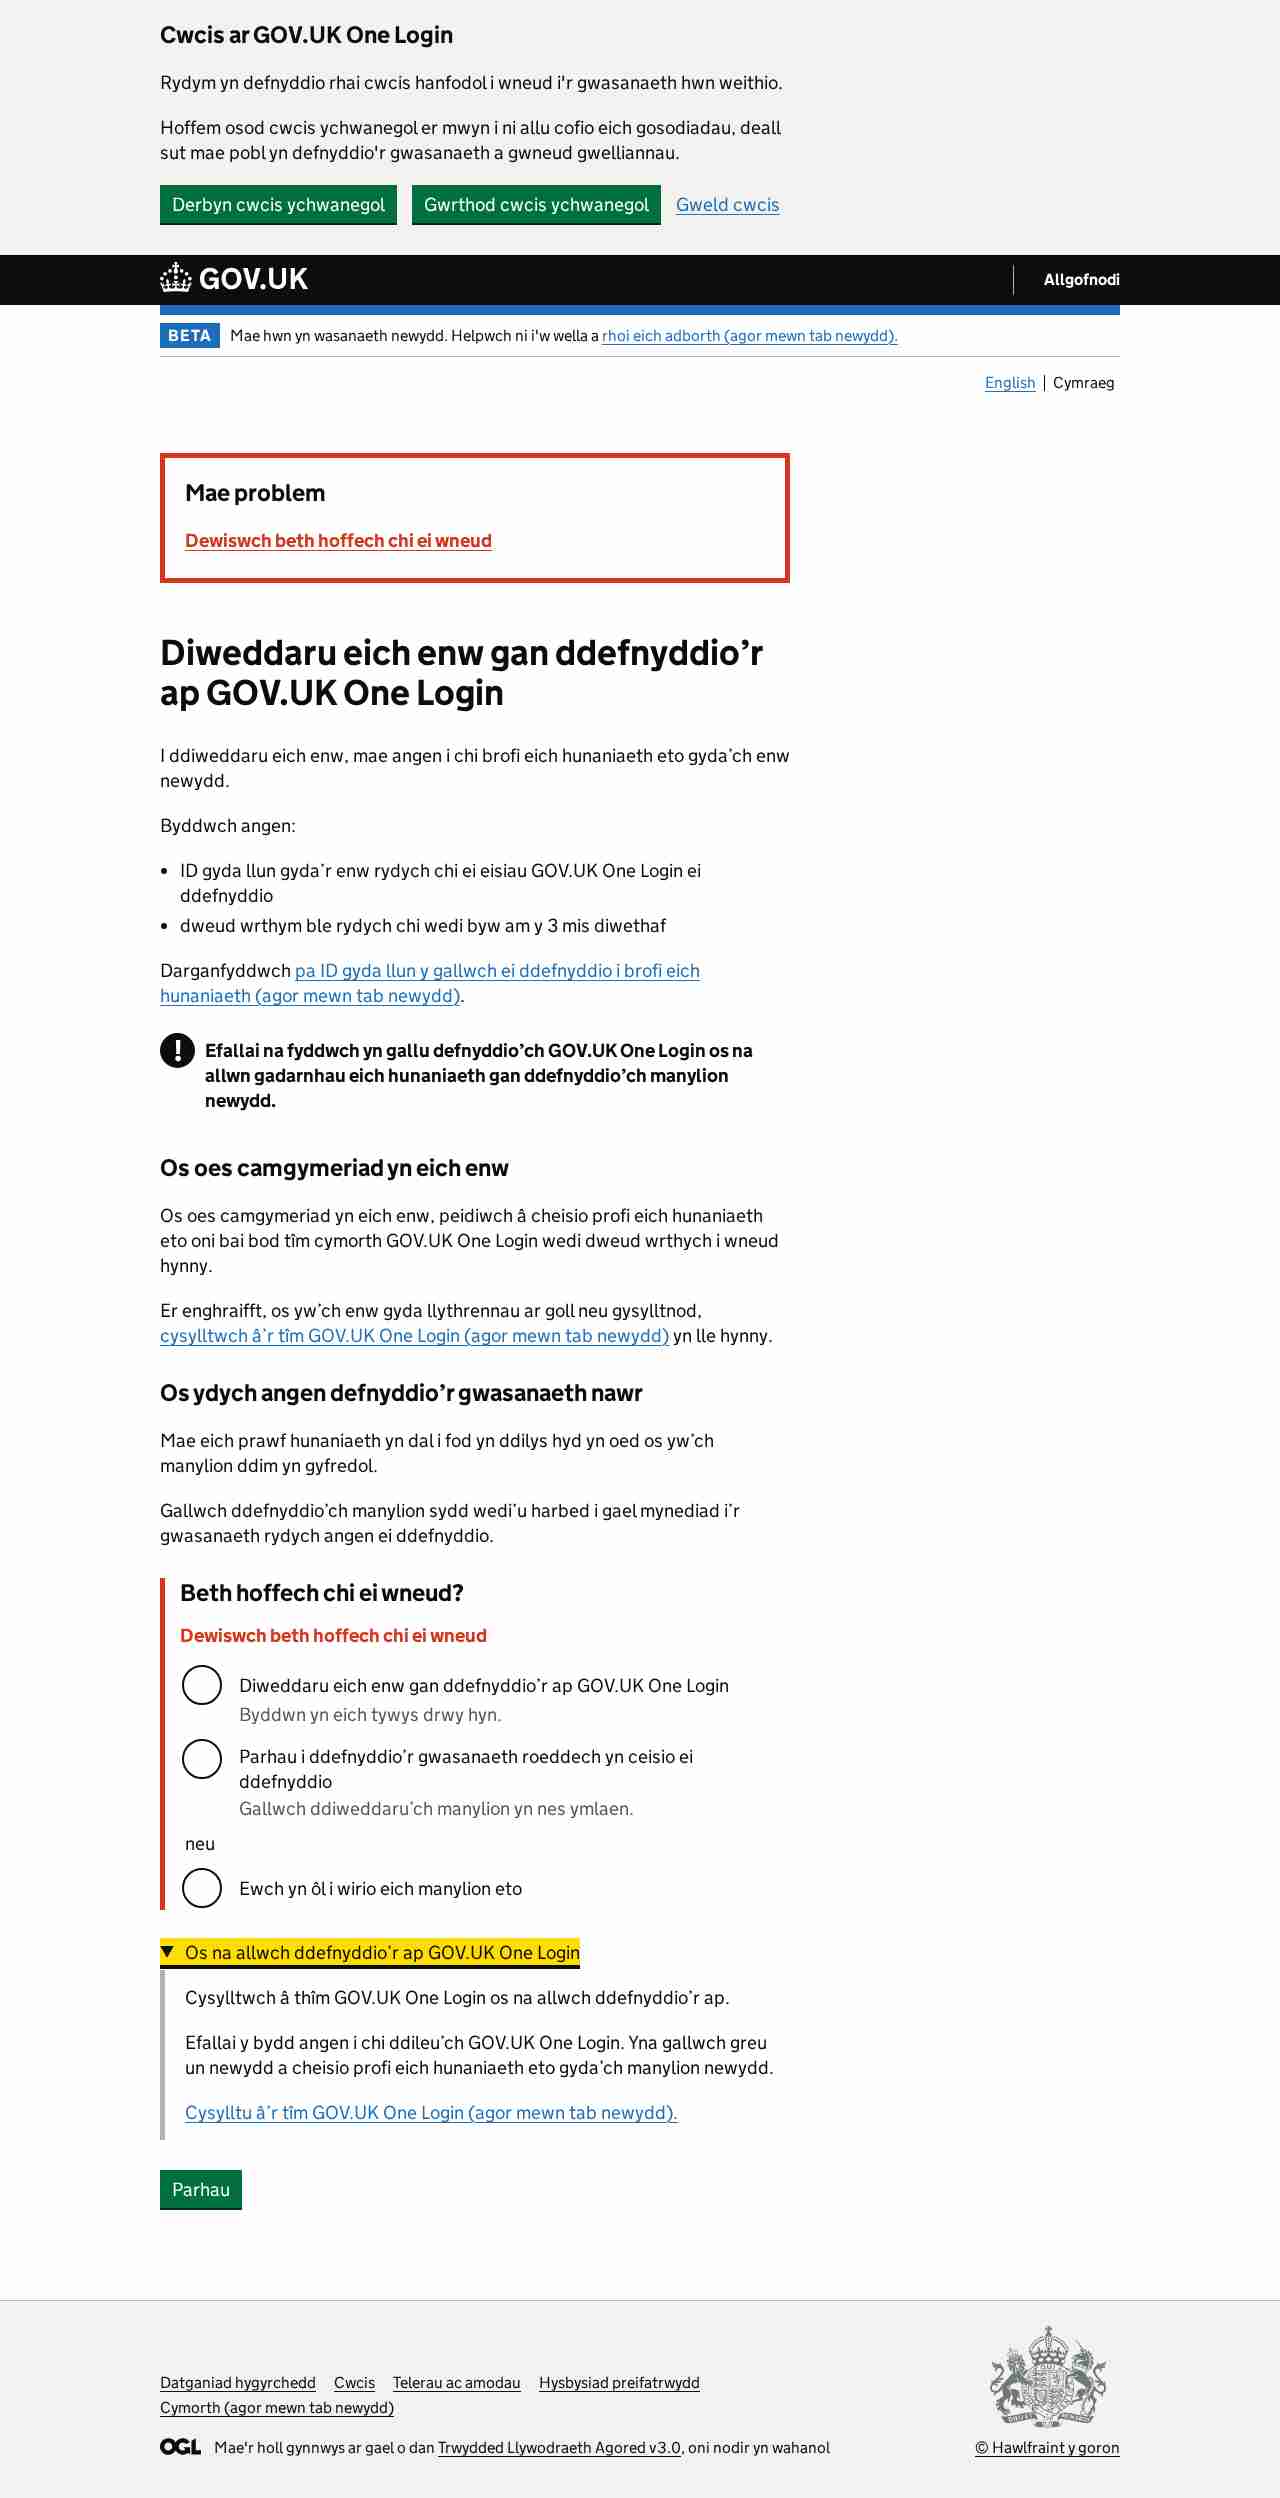 Cwcis ar GOV.UK One Login
Rydym yn defnyddio rhai cwcis hanfodol i wneud i'r gwasanaeth hwn weithio.
Hoffem osod cwcis ychwanegol er mwyn i ni allu cofio eich gosodiadau, deall
sut mae pobl yn defnyddio'r gwasanaeth a gwneud gwelliannau.
Derbyn cwcis ychwanegol Gwrthod cwcis ychwanegol Gweld cwcis
GOV.UK Allgofnodi
BETA Mae hwn yn wasanaeth newydd. Helpwch ni i'w wella a rhoi eich adborth (agor mewn tab newydd).
English | Cymraeg
Mae problem
Dewiswch beth hoffech chi ei wneud
Diweddaru eich enw gan ddefnyddio’r
ap GOV.UK One Login
I ddiweddaru eich enw, mae angen i chi brofi eich hunaniaeth eto gyda’ch enw
newydd.
Byddwch angen:
• ID gyda llun gyda’r enw rydych chi ei eisiau GOV.UK One Login ei
ddefnyddio
• dweud wrthym ble rydych chi wedi byw am y 3 mis diwethaf
Darganfyddwch pa ID gyda llun y gallwch ei ddefnyddio i brofi eich
hunaniaeth (agor mewn tab newydd).
! Efallai na fyddwch yn gallu defnyddio’ch GOV.UK One Login os na
allwn gadarnhau eich hunaniaeth gan ddefnyddio’ch manylion
newydd.
Os oes camgymeriad yn eich enw
Os oes camgymeriad yn eich enw, peidiwch â cheisio profi eich hunaniaeth
eto oni bai bod tîm cymorth GOV.UK One Login wedi dweud wrthych i wneud
hynny.
Er enghraifft, os yw’ch enw gyda llythrennau ar goll neu gysylltnod,
cysylltwch â’r tîm GOV.UK One Login (agor mewn tab newydd) yn lle hynny.
Os ydych angen defnyddio’r gwasanaeth nawr
Mae eich prawf hunaniaeth yn dal i fod yn ddilys hyd yn oed os yw’ch
manylion ddim yn gyfredol.
Gallwch ddefnyddio’ch manylion sydd wedi’u harbed i gael mynediad i’r
gwasanaeth rydych angen ei ddefnyddio.
Beth hoffech chi ei wneud?
Dewiswch beth hoffech chi ei wneud
Diweddaru eich enw gan ddefnyddio’r ap GOV.UK One Login
Byddwn yn eich tywys drwy hyn.
Parhau i ddefnyddio’r gwasanaeth roeddech yn ceisio ei
ddefnyddio
Gallwch ddiweddaru’ch manylion yn nes ymlaen.
neu
Ewch yn ôl i wirio eich manylion eto
Os na allwch ddefnyddio’r ap GOV.UK One Login
Cysylltwch â thîm GOV.UK One Login os na allwch ddefnyddio’r ap.
Efallai y bydd angen i chi ddileu’ch GOV.UK One Login. Yna gallwch greu
un newydd a cheisio profi eich hunaniaeth eto gyda’ch manylion newydd.
Cysylltu â’r tîm GOV.UK One Login (agor mewn tab newydd).
Parhau
Datganiad hygyrchedd Cwcis Telerau ac amodau Hysbysiad preifatrwydd
Cymorth (agor mewn tab newydd)
OGL Mae'r holl gynnwys ar gael o dan Trwydded Llywodraeth Agored v3.0, oni nodir yn wahanol
© Hawlfraint y goron